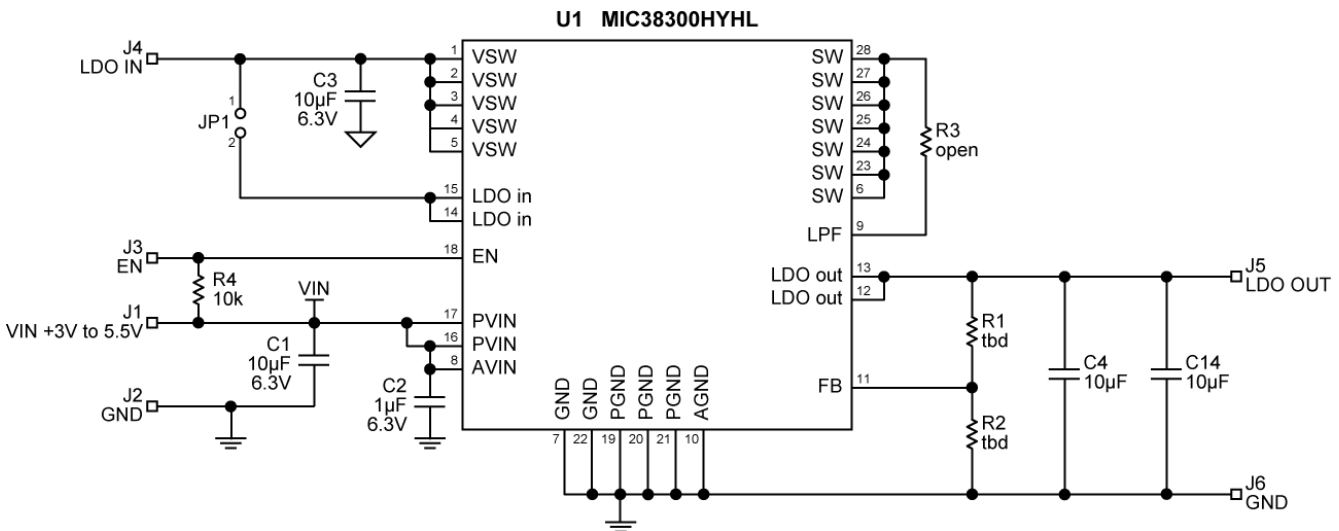 U1 MIC38300HYHL
J4
LDO IN
1
JP1
2
C3
10µF
6.3V
1 VSW
2 VSW
3 VSW
4 VSW
5 VSW
15 LDO in
14 LDO in
J3
EN
18 EN
R4
10k
VIN
J1
VIN +3V to 5.5V
17 PVIN
16 PVIN
8 AVIN
C1
10µF
6.3V
C2
1µF
6.3V
J2
GND
GND GND PGND PGND PGND AGND
7 22 19 20 21 10
SW 28
SW 27
SW 26
SW 25
SW 24
SW 23
SW 6
R3
open
LPF 9
LDO out 13
LDO out 12
J5
LDO OUT
R1
tbd
FB 11
R2
tbd
C4
10µF
C14
10µF
J6
GND